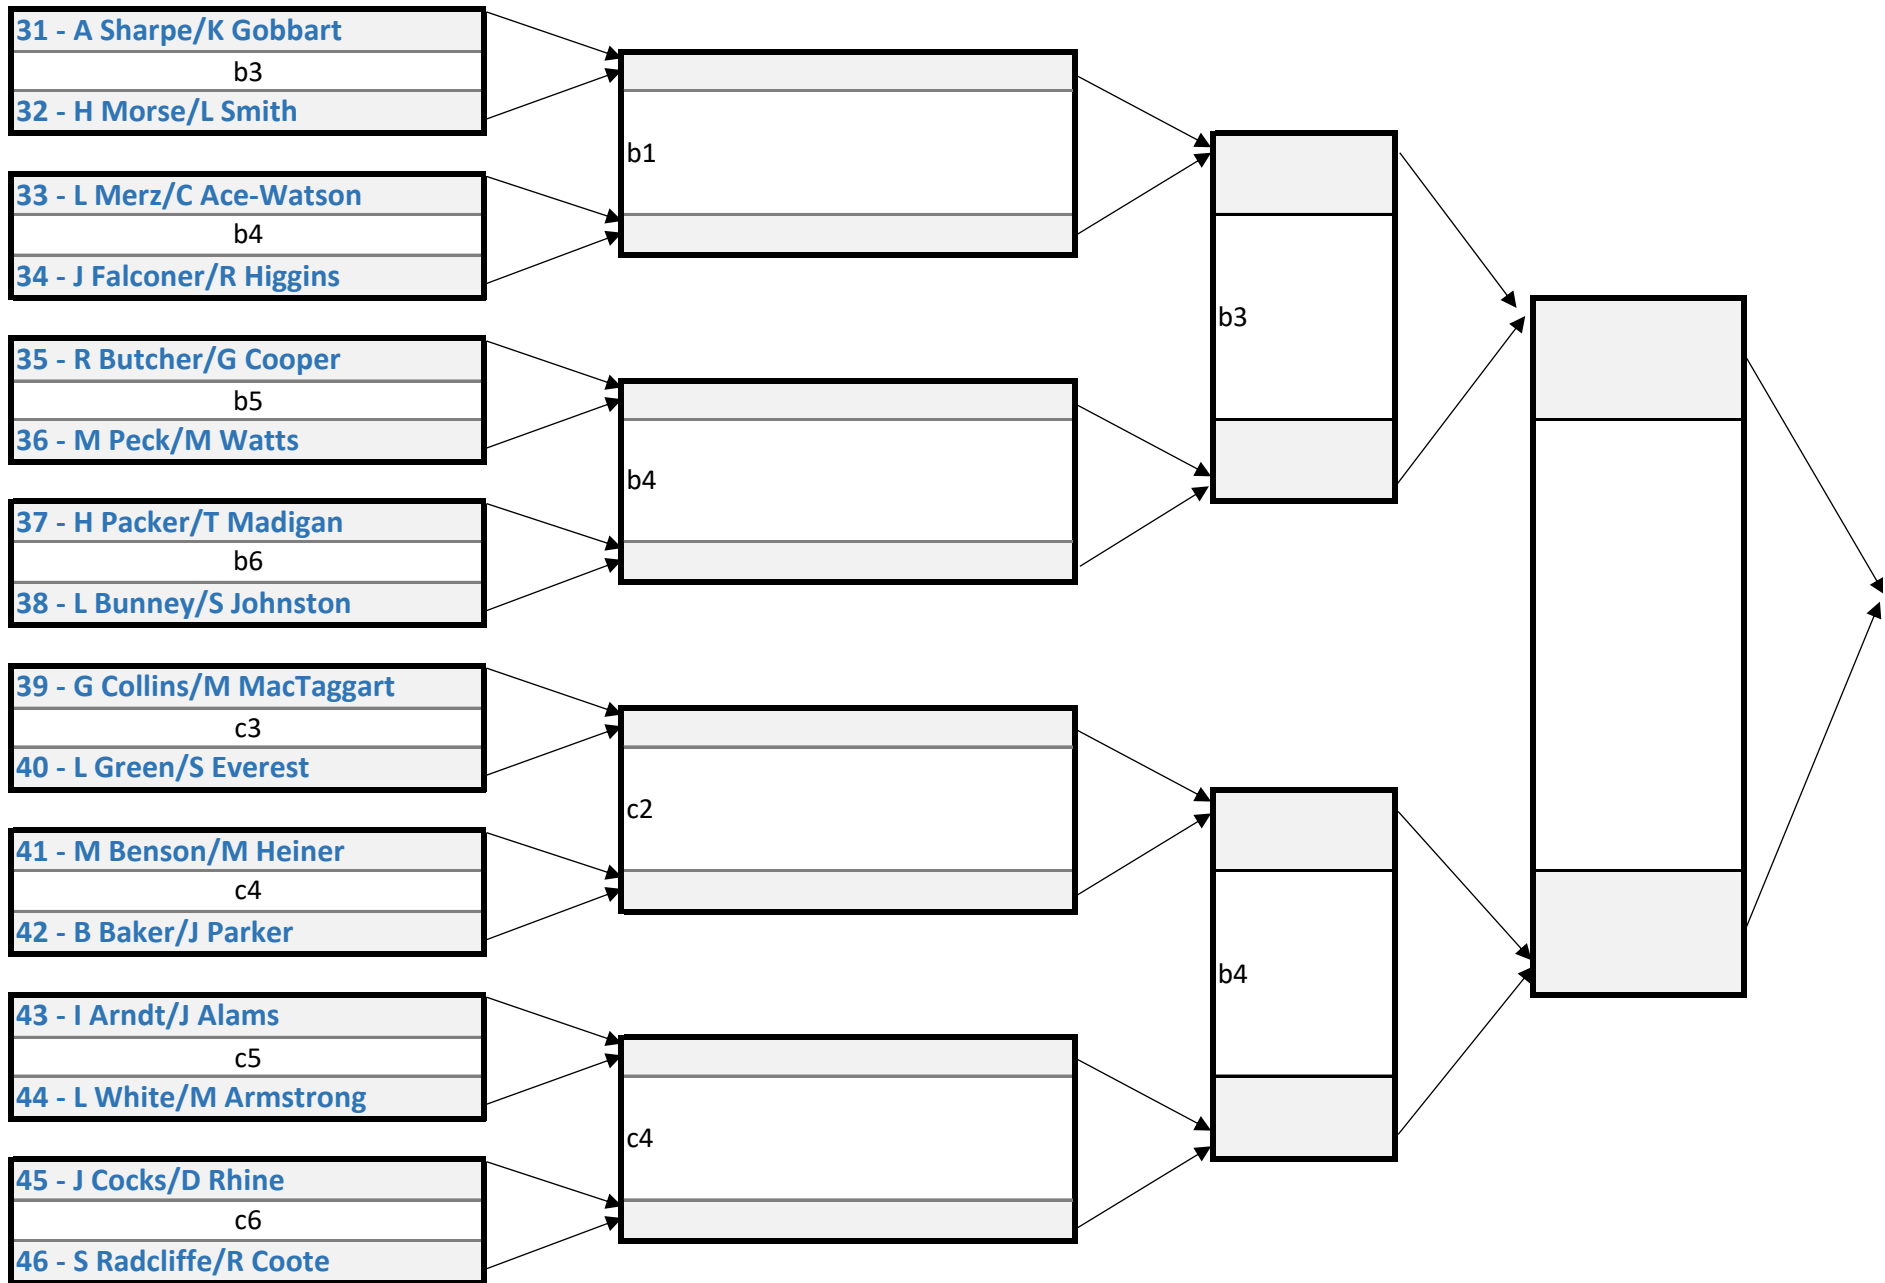 31 - A Sharpe/K Gobbart
b3
32 - H Morse/L Smith
33 - L Merz/C Ace-Watson
b4
34 - J Falconer/R Higgins
35 - R Butcher/G Cooper
b5
36 - M Peck/M Watts
37 - H Packer/T Madigan
b6
38 - L Bunney/S Johnston
39 - G Collins/M MacTaggart
c3
40 - L Green/S Everest
41 - M Benson/M Heiner
c4
42 - B Baker/J Parker
43 - I Arndt/J Alams
c5
44 - L White/M Armstrong
45 - J Cocks/D Rhine
c6
46 - S Radcliffe/R Coote
b1
b4
c2
c4
b3
b4